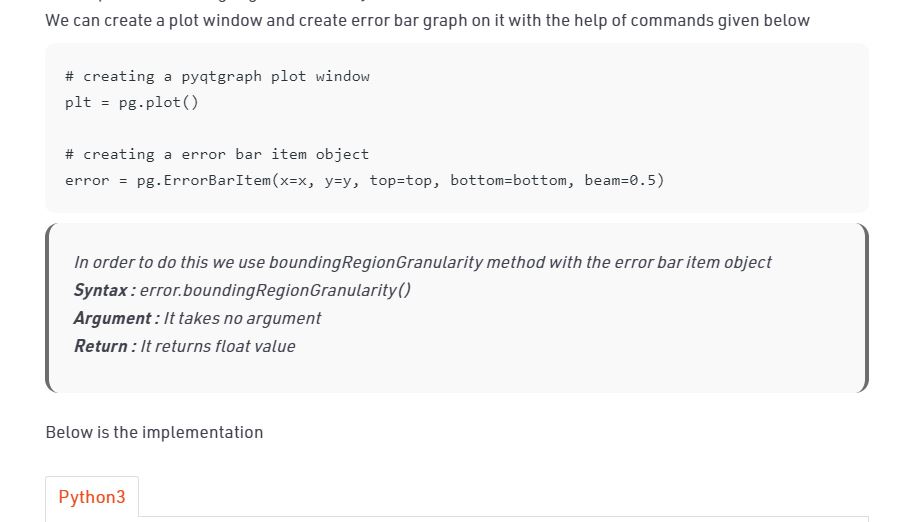 We can create a plot window and create error bar graph on it with the help of commands given below
# creating a pyqtgraph plot window
plt = pg.plot()
# creating a error bar item object
error = pg.ErrorBarItem(x=x, y=y, top=top, bottom=bottom, beam=0.5)
In order to do this we use boundingRegionGranularity method with the error bar item object
Syntax : error.boundingRegionGranularity()
Argument : It takes no argument
Return : It returns float value
Below is the implementation
Python3